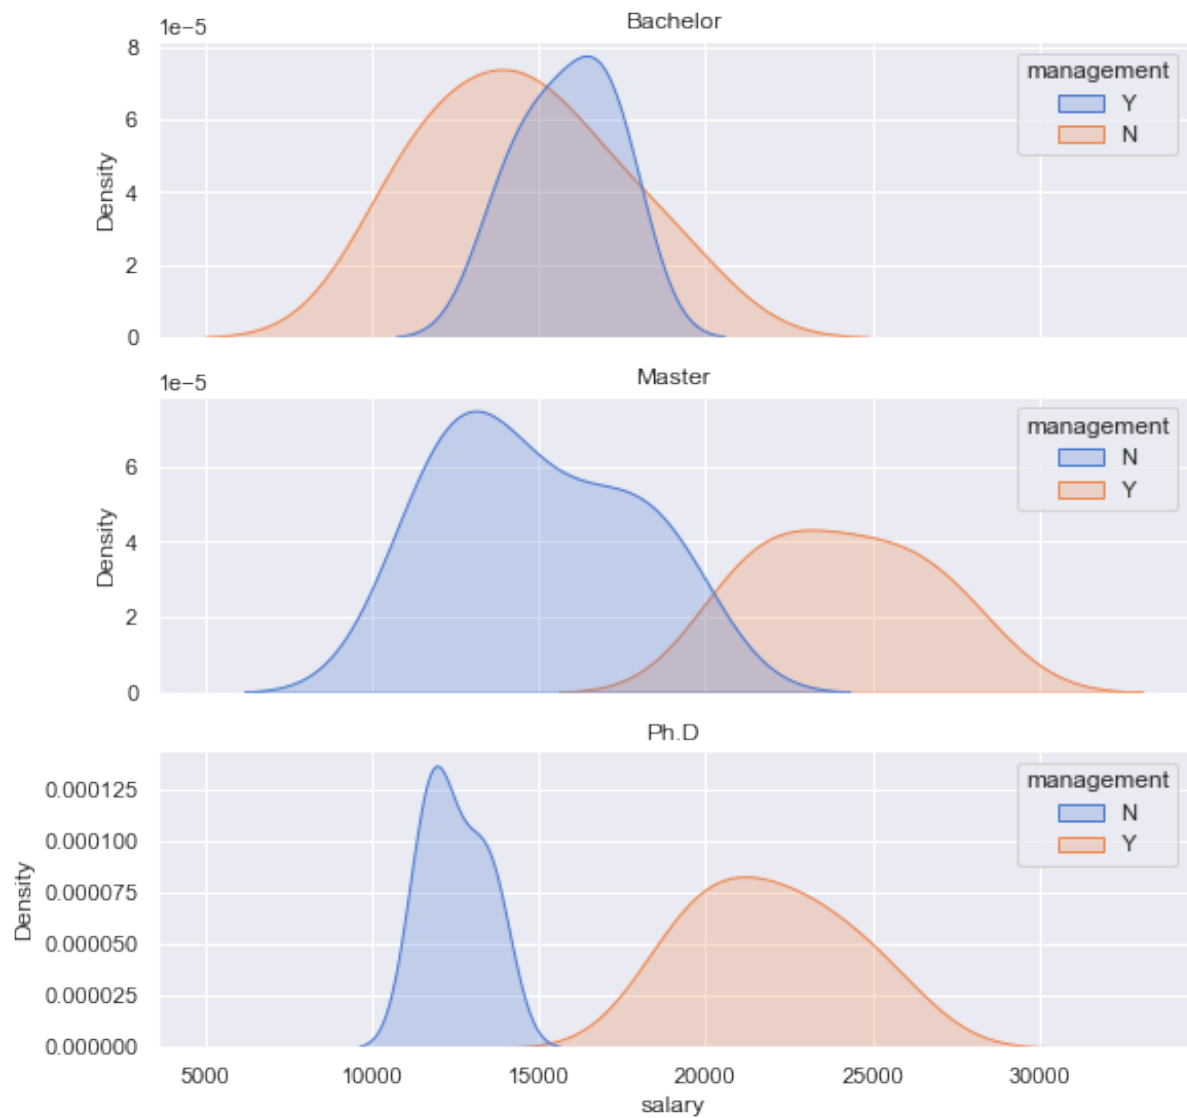 Bachelor
1e−5
8
6
4
2
0
Density
management
Y
N
Master
1e−5
6
4
2
0
Density
management
N
Y
Ph.D
0.000125
0.000100
0.000075
0.000050
0.000025
0.000000
Density
management
N
Y
5000 10000 15000 20000 25000 30000
salary